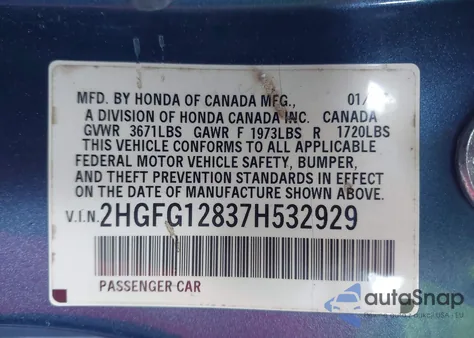 MFD. BY HONDA OF CANADA MFG., 01/
A DIVISION OF HONDA CANADA INC. CANADA
GVWR 3671LBS GAWR F 1973LBS R 1720LBS
THIS VEHICLE CONFORMS TO ALL APPLICABLE
FEDERAL MOTOR VEHICLE SAFETY, BUMPER,
AND THEFT PREVENTION STANDARDS IN EFFECT
ON THE DATE OF MANUFACTURE SHOWN ABOVE.
V.I.N. 2HGFG12837H532929
PASSENGER CAR
autoSnap